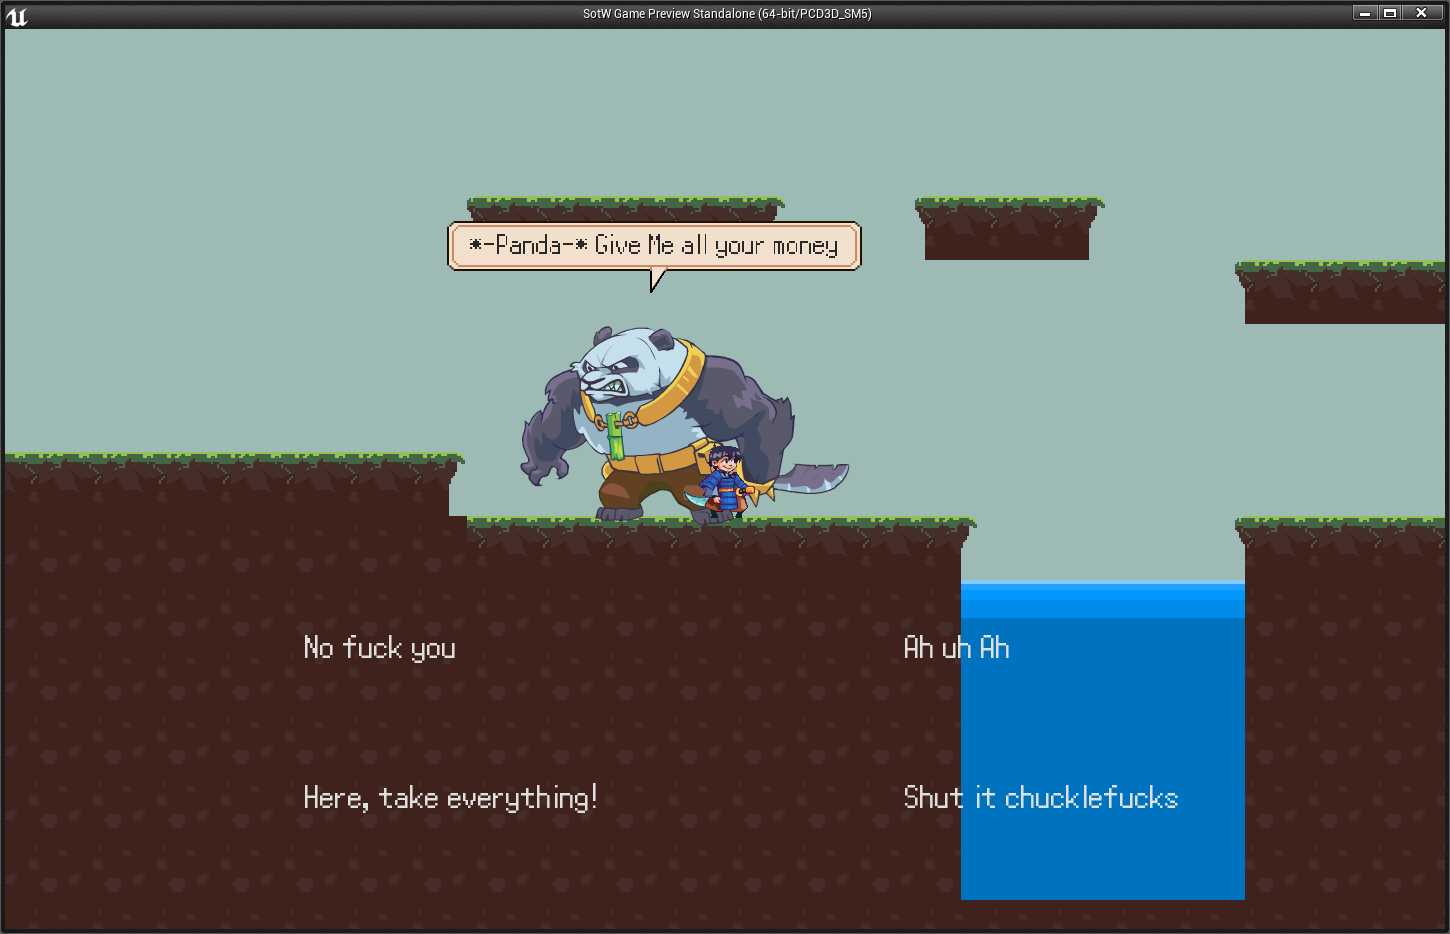 SotW Game Preview Standalone (64-bit/PCD3D_SM5)
*-Panda-* Give Me all your money
No fuck you
Ah uh Ah
Here, take everything!
Shut it chucklefucks